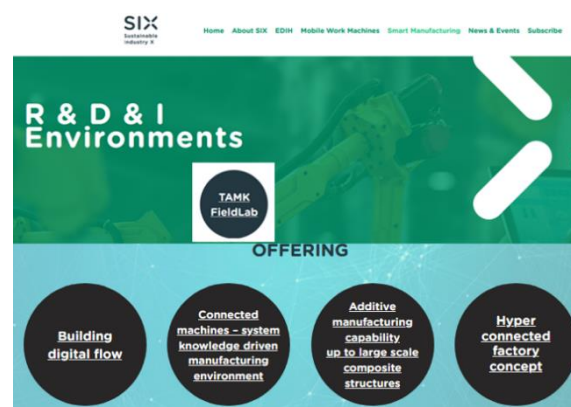 SIX
Sustainable
Industry X
Home About SIX EDIH Mobile Work Machines Smart Manufacturing News & Events Subscribe
R & D & I
Environments
TAMK
FieldLab
OFFERING
Building
digital flow
Connected
machines – system
knowledge driven
manufacturing
environment
Additive
manufacturing
capability
up to large scale
composite
structures
Hyper
connected
factory
concept